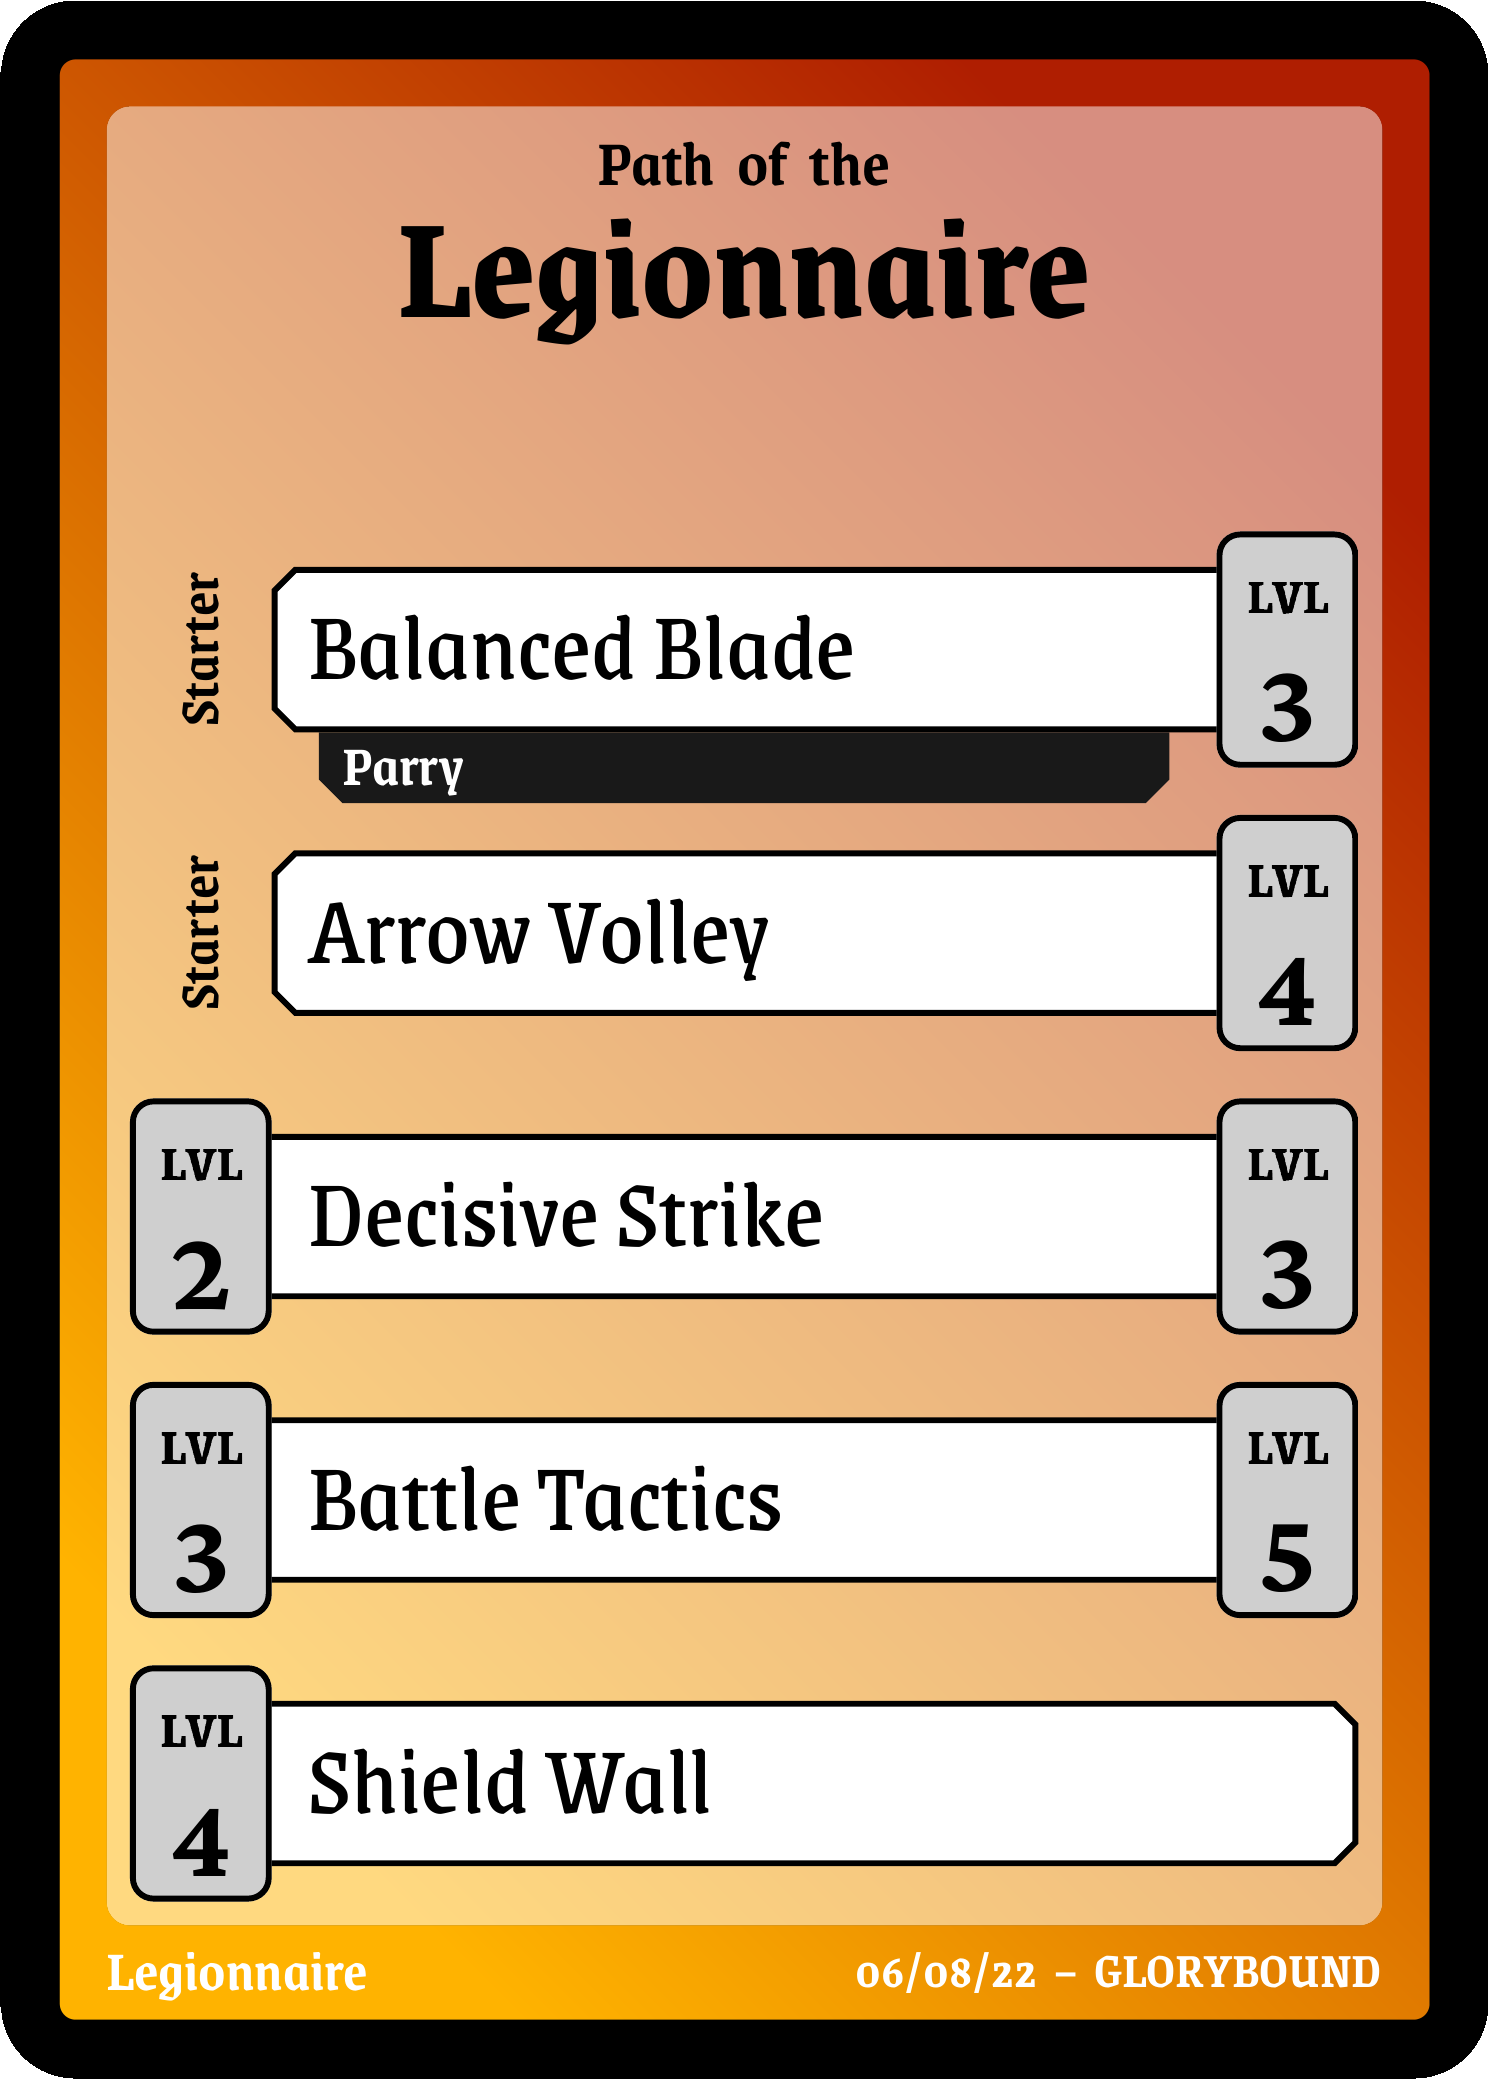 Path of the
Legionnaire
Starter
Balanced Blade
LVL
3
Parry
Starter
Arrow Volley
LVL
4
LVL
2
Decisive Strike
LVL
3
LVL
3
Battle Tactics
LVL
5
LVL
4
Shield Wall
Legionnaire
06/08/22 – GLORYBOUND